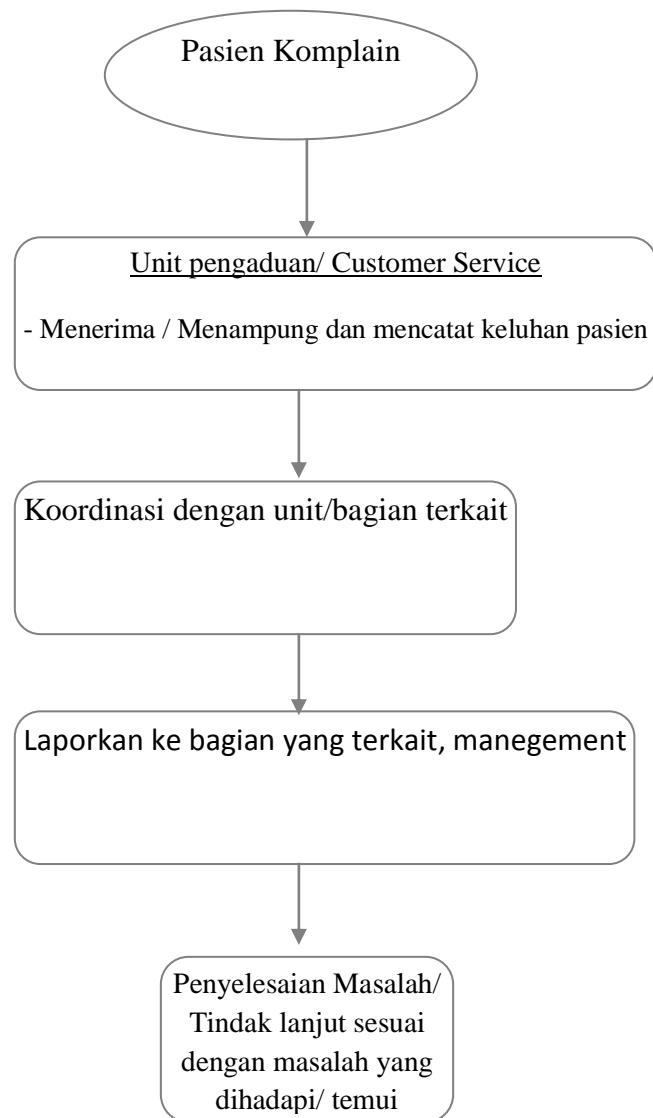 Pasien Komplain
Unit pengaduan/ Customer Service
- Menerima / Menampung dan mencatat keluhan pasien
Koordinasi dengan unit/bagian terkait
Laporkan ke bagian yang terkait, manegement
Penyelesaian Masalah/
Tindak lanjut sesuai
dengan masalah yang
dihadapi/ temui